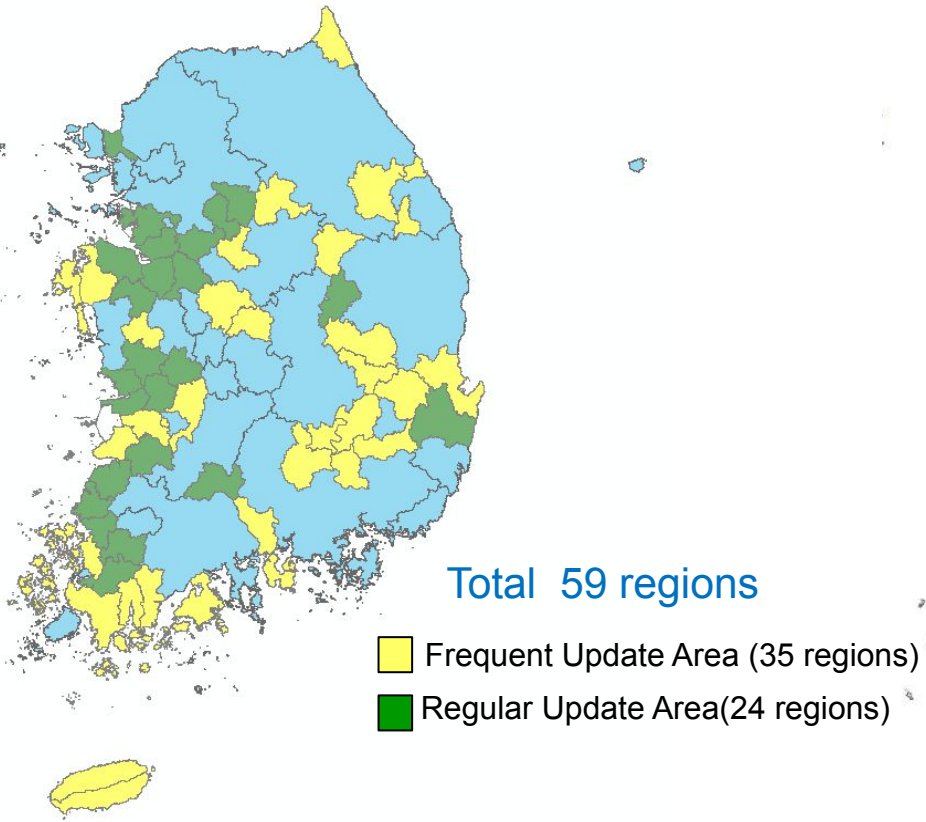 Total 59 regions
Frequent Update Area (35 regions)
Regular Update Area(24 regions)